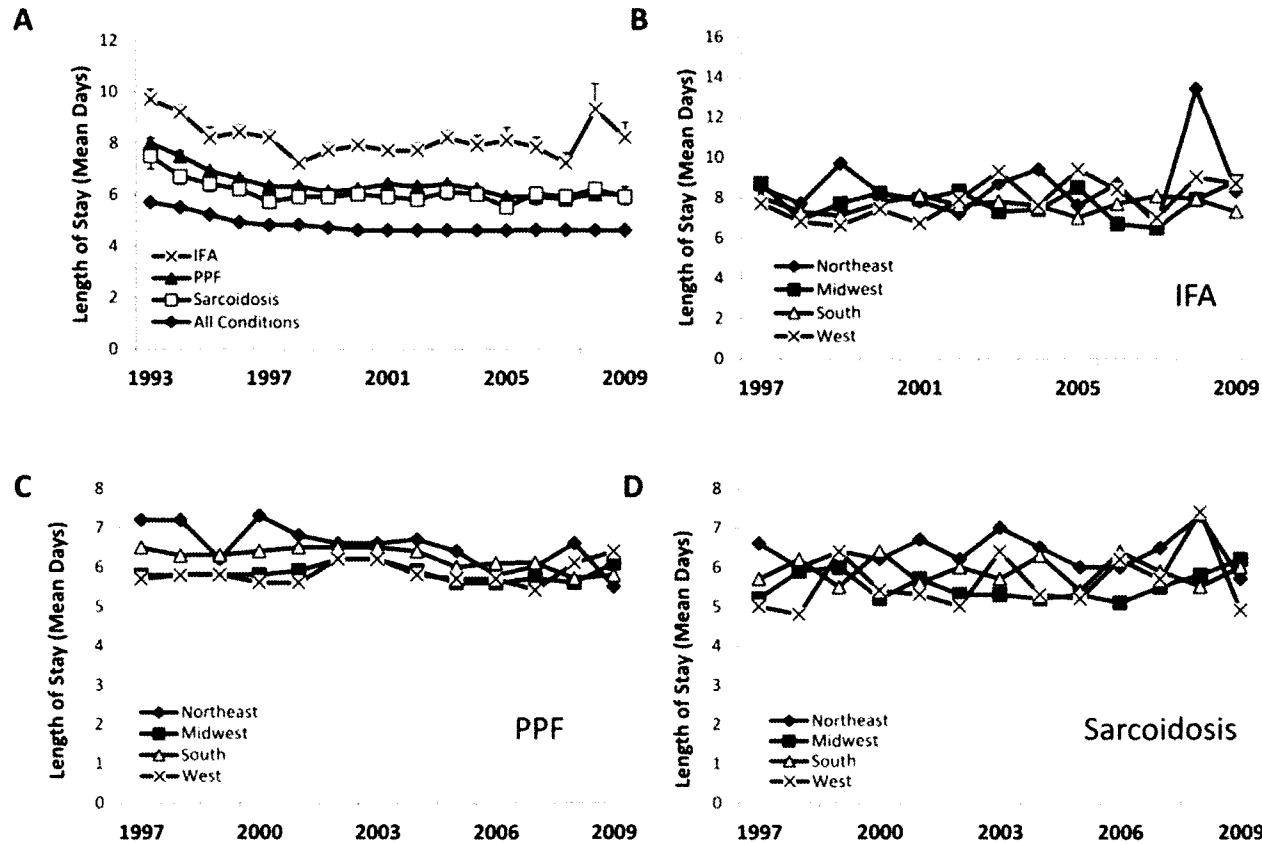 A
Length of Stay (Mean Days)
12
10
8
6
4
2
0
IFA
PPF
Sarcoidosis
All Conditions
1993 1997 2001 2005 2009
B
Length of Stay (Mean Days)
16
14
12
10
8
6
4
2
0
Northeast
Midwest
South
West
IFA
1997 2001 2005 2009
C
Length of Stay (Mean Days)
8
7
6
5
4
3
2
1
0
Northeast
Midwest
South
West
PPF
1997 2000 2003 2006 2009
D
Length of Stay (Mean Days)
8
7
6
5
4
3
2
1
0
Northeast
Midwest
South
West
Sarcoidosis
1997 2000 2003 2006 2009